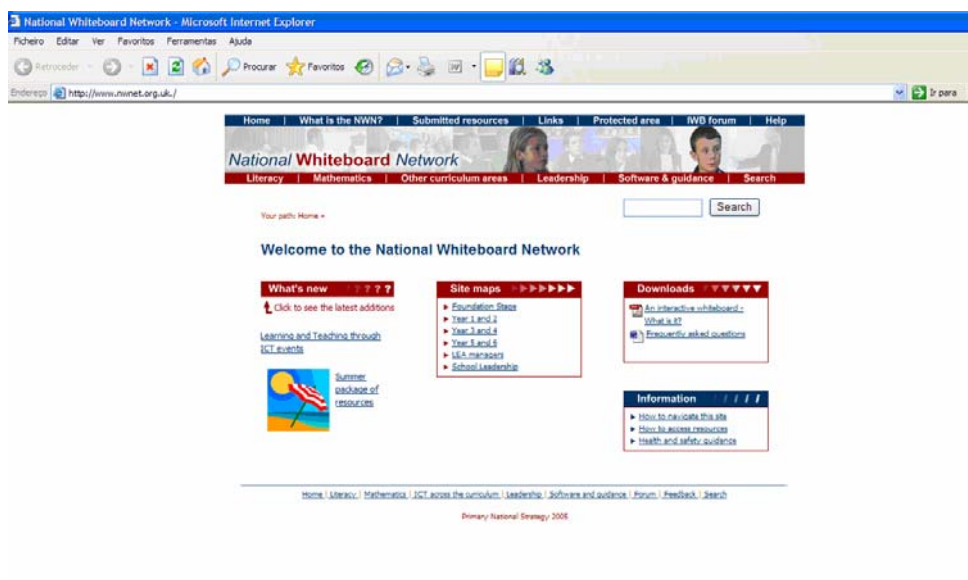 National Whiteboard Network - Microsoft Internet Explorer
Ficheiro Editar Ver Favoritos Ferramentas Ajuda
Retroceder Procurar Favoritos
Endereço http://www.nwnet.org.uk./ Ir para
Home | What is the NWN? | Submitted resources | Links | Protected area | IWB forum | Help
National Whiteboard Network
Literacy | Mathematics | Other curriculum areas | Leadership | Software & guidance | Search
Your path: Home »
Search
Welcome to the National Whiteboard Network
What's new ? ? ? ? ?
Click to see the latest additions
Learning and Teaching through
ICT events
Summer
package of
resources
Site maps
Foundation Stage
Year 1 and 2
Year 3 and 4
Year 5 and 6
LEA managers
School Leadership
Downloads
An interactive whiteboard -
What is it?
Frequently asked questions
Information / / / / /
How to navigate this site
How to access resources
Health and safety guidance
Home | Literacy | Mathematics | ICT across the curriculum | Leadership | Software and guidance | Forum | Feedback | Search
Primary National Strategy 2005